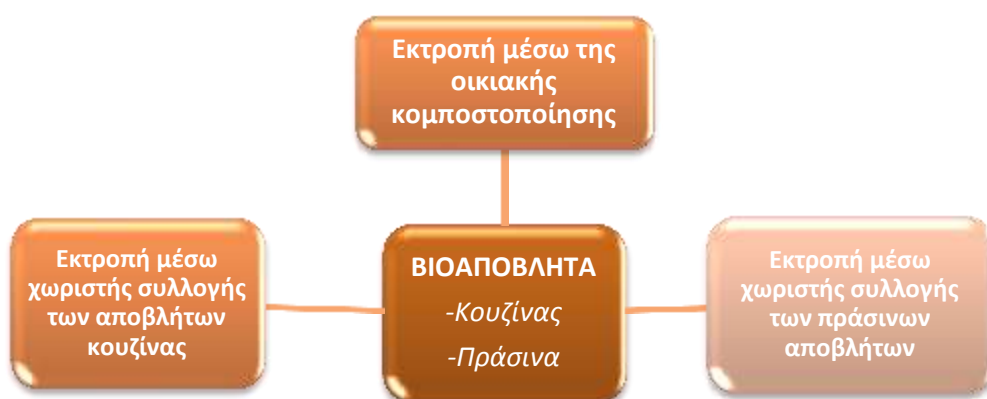 Εκτροπή μέσω της
οικιακής
κομποστοποίησης
Εκτροπή μέσω
χωριστής συλλογής
των αποβλήτων
κουζίνας
ΒΙΟΑΠΟΒΛΗΤΑ
-Κουζίνας
-Πράσινα
Εκτροπή μέσω
χωριστής συλλογής
των πράσινων
αποβλήτων